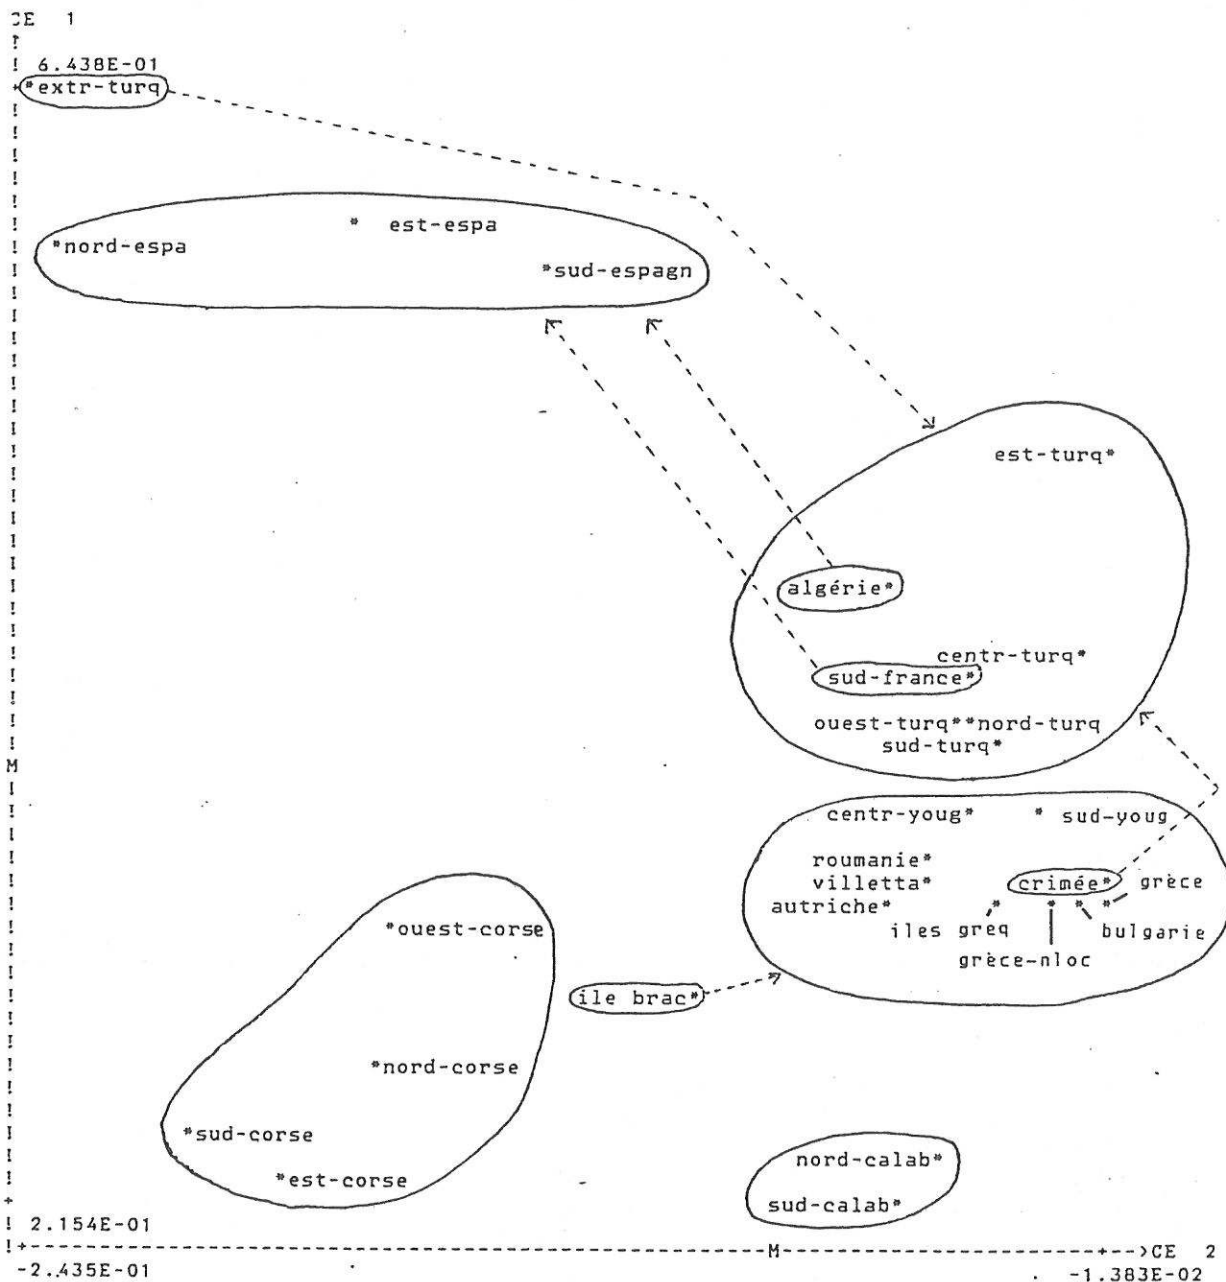 CE 1
6.438E-01
*extr-turq
* est-espa
*nord-espa
*sud-espagn
est-turq*
algérie*
centr-turq*
sud-france*
ouest-turq**nord-turq
sud-turq*
M
centr-youg* * sud-youg
roumanie*
villetta* crimée* grèce
autriche* * * * *
iles greq bulgarie
grèce-nloc
*ouest-corse
ile brac*
*nord-corse
*sud-corse
nord-calab*
*est-corse
sud-calab*
2.154E-01
M CE 2
-2.435E-01 -1.383E-02